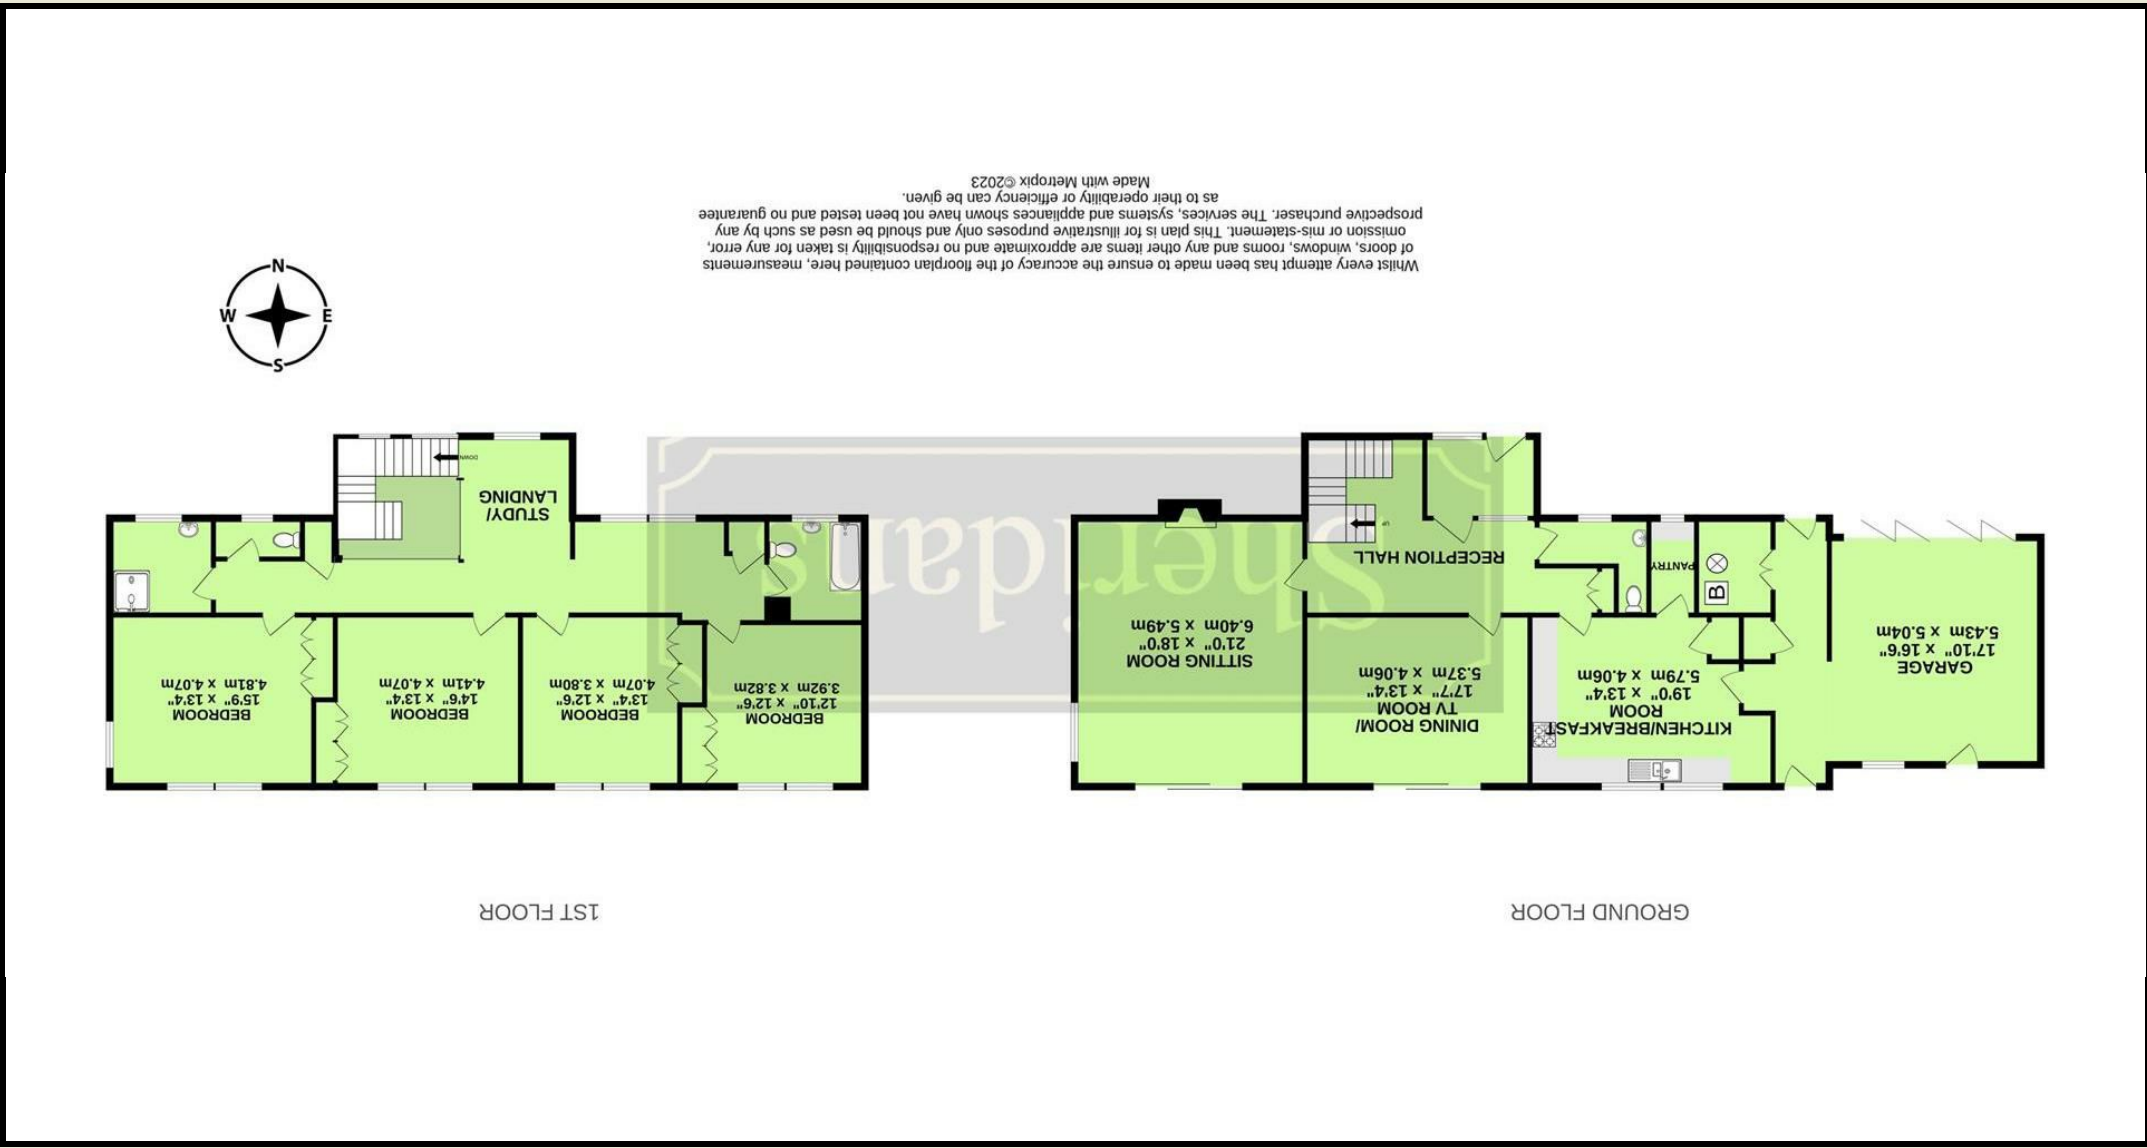 GROUND FLOOR
1ST FLOOR
GARAGE
17'10" x 16'6"
5.43m x 5.04m
KITCHEN/BREAKFAST
ROOM
19'0" x 13'4"
5.79m x 4.06m
DINING ROOM/
TV ROOM
17'7" x 13'4"
5.37m x 4.06m
SITTING ROOM
21'0" x 18'0"
6.40m x 5.49m
PANTRY
B
RECEPTION HALL
UP
BEDROOM
12'10" x 12'6"
3.92m x 3.82m
BEDROOM
13'4" x 12'6"
4.07m x 3.80m
BEDROOM
14'6" x 13'4"
4.41m x 4.07m
BEDROOM
15'9" x 13'4"
4.81m x 4.07m
STUDY/
LANDING
DOWN
Sheridans
N
W E
S
Whilst every attempt has been made to ensure the accuracy of the floorplan contained here, measurements
of doors, windows, rooms and any other items are approximate and no responsibility is taken for any error,
omission or mis-statement. This plan is for illustrative purposes only and should be used as such by any
prospective purchaser. The services, systems and appliances shown have not been tested and no guarantee
as to their operability or efficiency can be given.
Made with Metropix ©2023